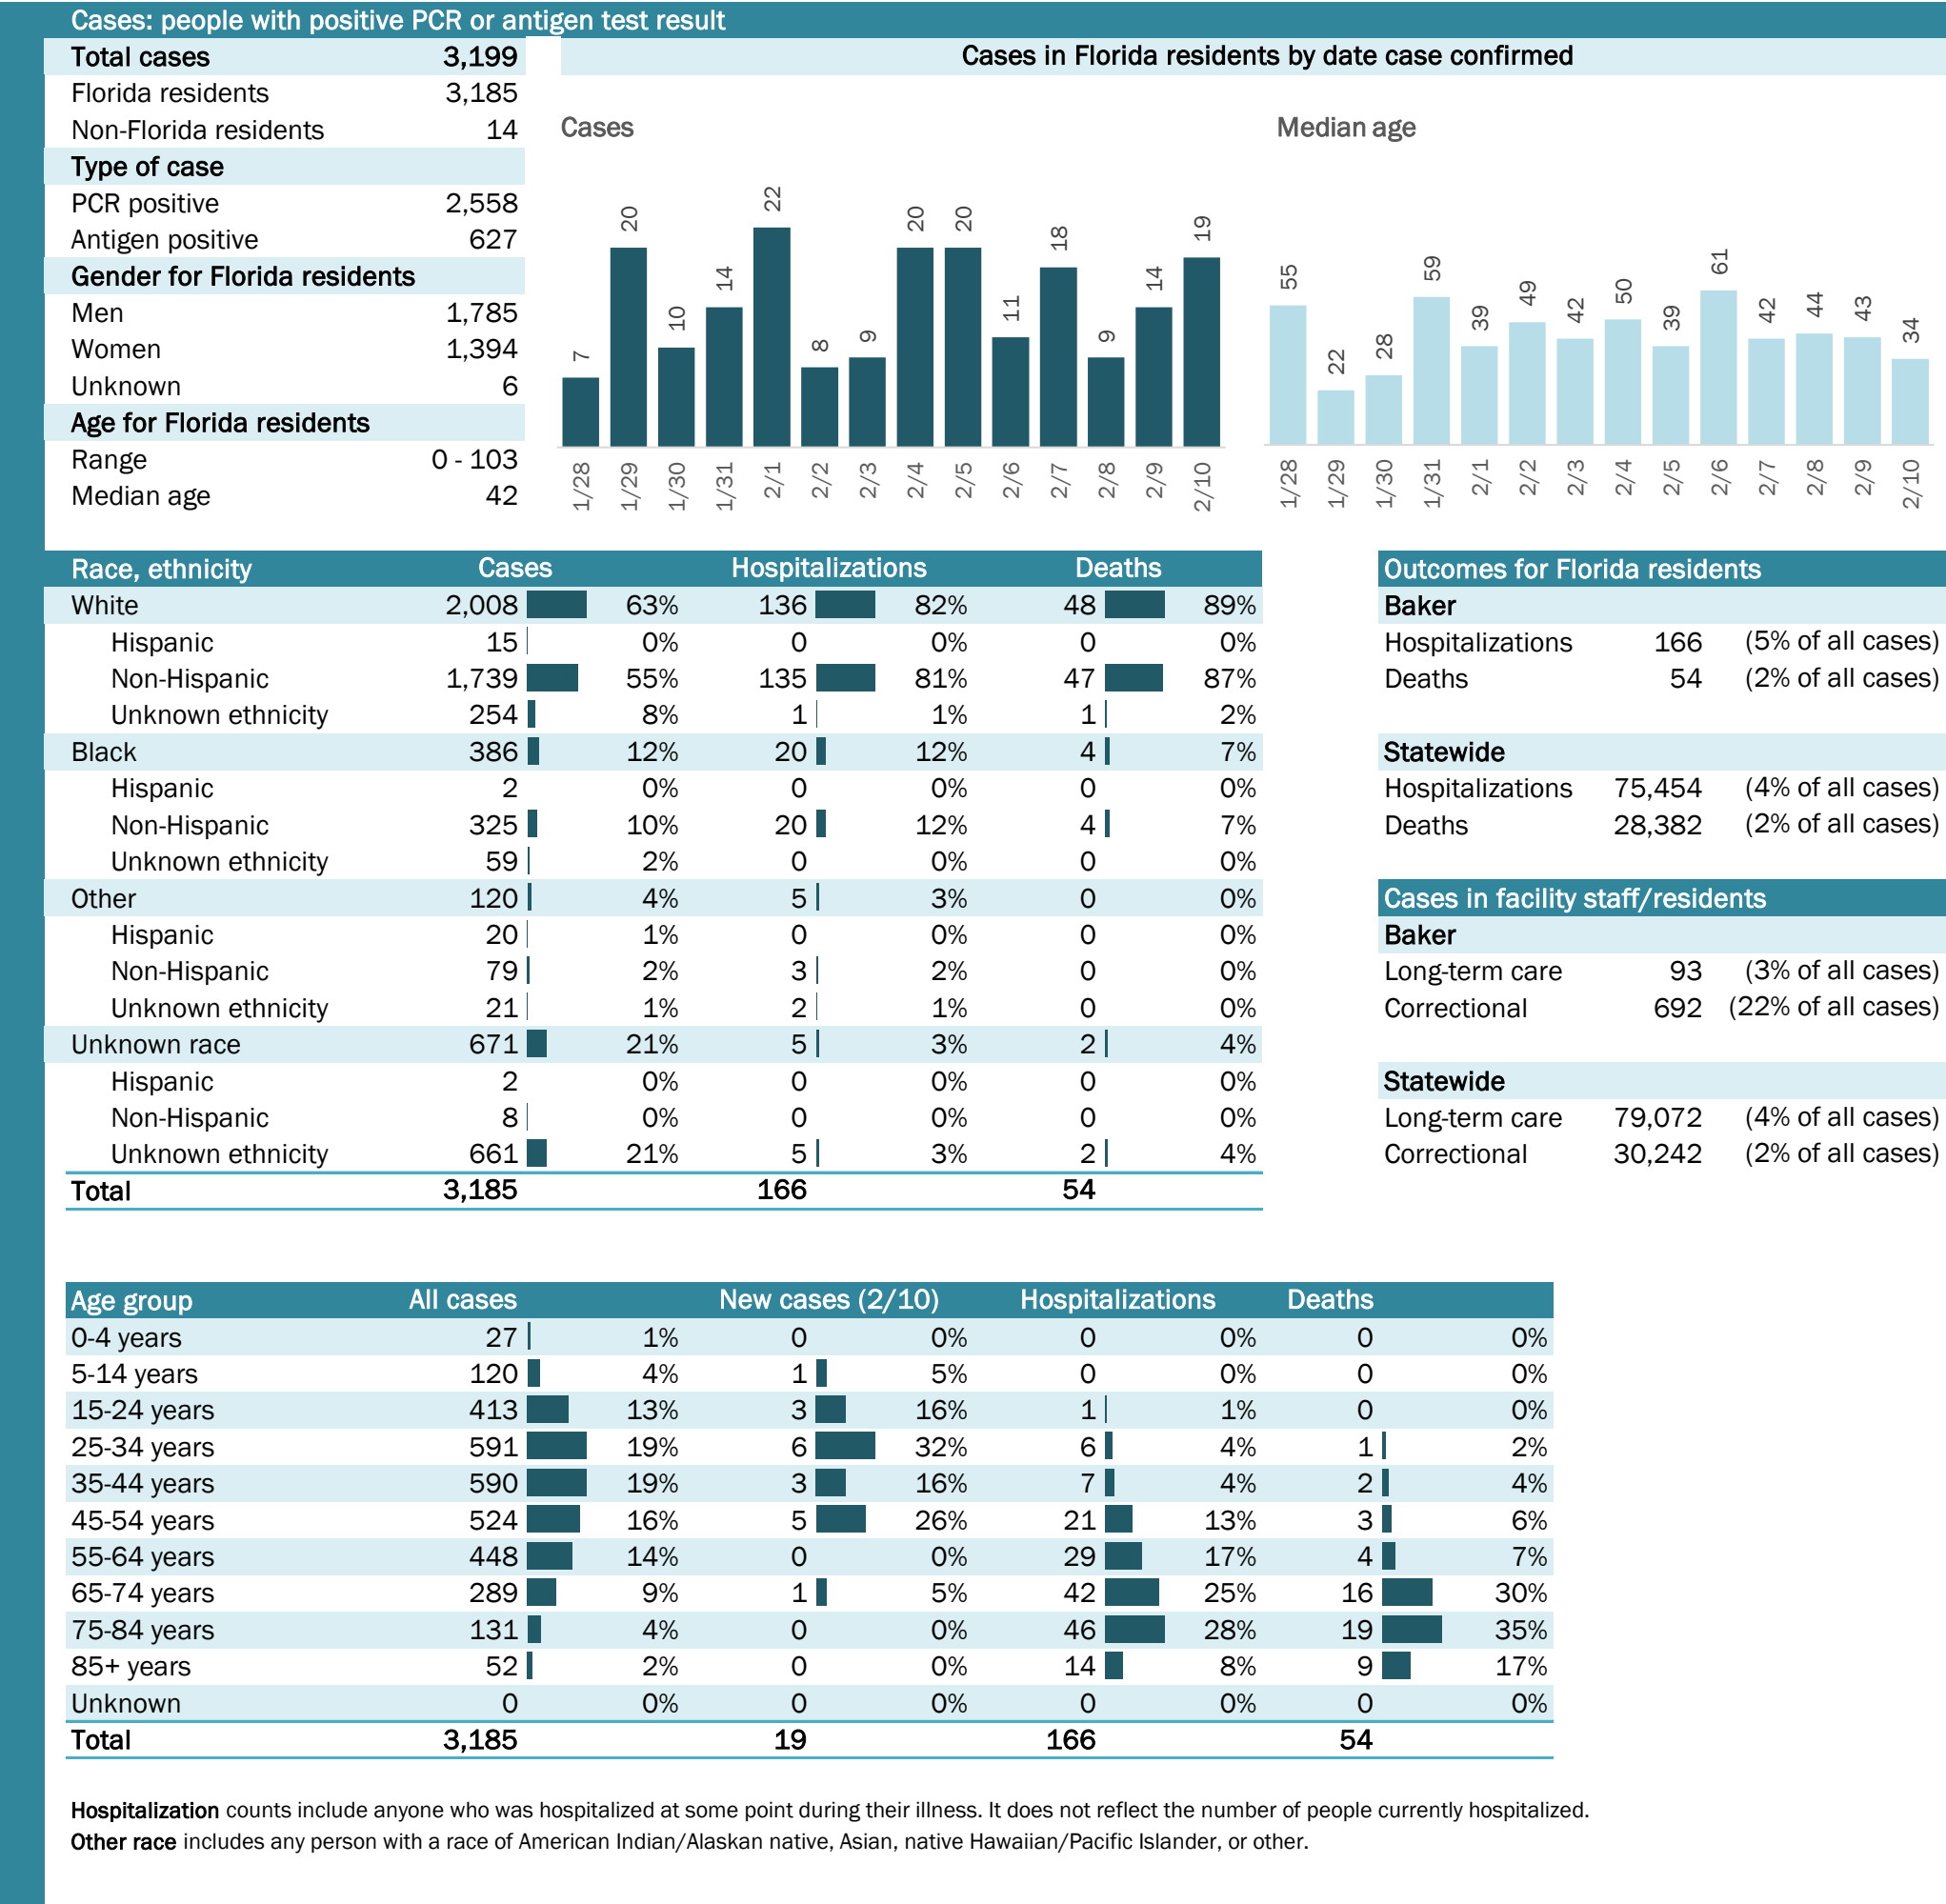 Cases: people with positive PCR or antigen test result
Total cases 3,199
Florida residents 3,185
Non-Florida residents 14
Type of case
PCR positive 2,558
Antigen positive 627
Gender for Florida residents
Men 1,785
Women 1,394
Unknown 6
Age for Florida residents
Range 0 - 103
Median age 42
Cases in Florida residents by date case confirmed
Cases
7 20 10 14 22 8 9 20 20 11 18 9 14 19
1/28 1/29 1/30 1/31 2/1 2/2 2/3 2/4 2/5 2/6 2/7 2/8 2/9 2/10
Median age
55 22 28 59 39 49 42 50 39 61 42 44 43 34
1/28 1/29 1/30 1/31 2/1 2/2 2/3 2/4 2/5 2/6 2/7 2/8 2/9 2/10
Race, ethnicity Cases Hospitalizations Deaths
White 2,008 63% 136 82% 48 89%
Hispanic 15 0% 0 0% 0 0%
Non-Hispanic 1,739 55% 135 81% 47 87%
Unknown ethnicity 254 8% 1 1% 1 2%
Black 386 12% 20 12% 4 7%
Hispanic 2 0% 0 0% 0 0%
Non-Hispanic 325 10% 20 12% 4 7%
Unknown ethnicity 59 2% 0 0% 0 0%
Other 120 4% 5 3% 0 0%
Hispanic 20 1% 0 0% 0 0%
Non-Hispanic 79 2% 3 2% 0 0%
Unknown ethnicity 21 1% 2 1% 0 0%
Unknown race 671 21% 5 3% 2 4%
Hispanic 2 0% 0 0% 0 0%
Non-Hispanic 8 0% 0 0% 0 0%
Unknown ethnicity 661 21% 5 3% 2 4%
Total 3,185 166 54
Outcomes for Florida residents
Baker
Hospitalizations 166 (5% of all cases)
Deaths 54 (2% of all cases)
Statewide
Hospitalizations 75,454 (4% of all cases)
Deaths 28,382 (2% of all cases)
Cases in facility staff/residents
Baker
Long-term care 93 (3% of all cases)
Correctional 692 (22% of all cases)
Statewide
Long-term care 79,072 (4% of all cases)
Correctional 30,242 (2% of all cases)
Age group All cases New cases (2/10) Hospitalizations Deaths
0-4 years 27 1% 0 0% 0 0% 0 0%
5-14 years 120 4% 1 5% 0 0% 0 0%
15-24 years 413 13% 3 16% 1 1% 0 0%
25-34 years 591 19% 6 32% 6 4% 1 2%
35-44 years 590 19% 3 16% 7 4% 2 4%
45-54 years 524 16% 5 26% 21 13% 3 6%
55-64 years 448 14% 0 0% 29 17% 4 7%
65-74 years 289 9% 1 5% 42 25% 16 30%
75-84 years 131 4% 0 0% 46 28% 19 35%
85+ years 52 2% 0 0% 14 8% 9 17%
Unknown 0 0% 0 0% 0 0% 0 0%
Total 3,185 19 166 54
Hospitalization counts include anyone who was hospitalized at some point during their illness. It does not reflect the number of people currently hospitalized.
Other race includes any person with a race of American Indian/Alaskan native, Asian, native Hawaiian/Pacific Islander, or other.